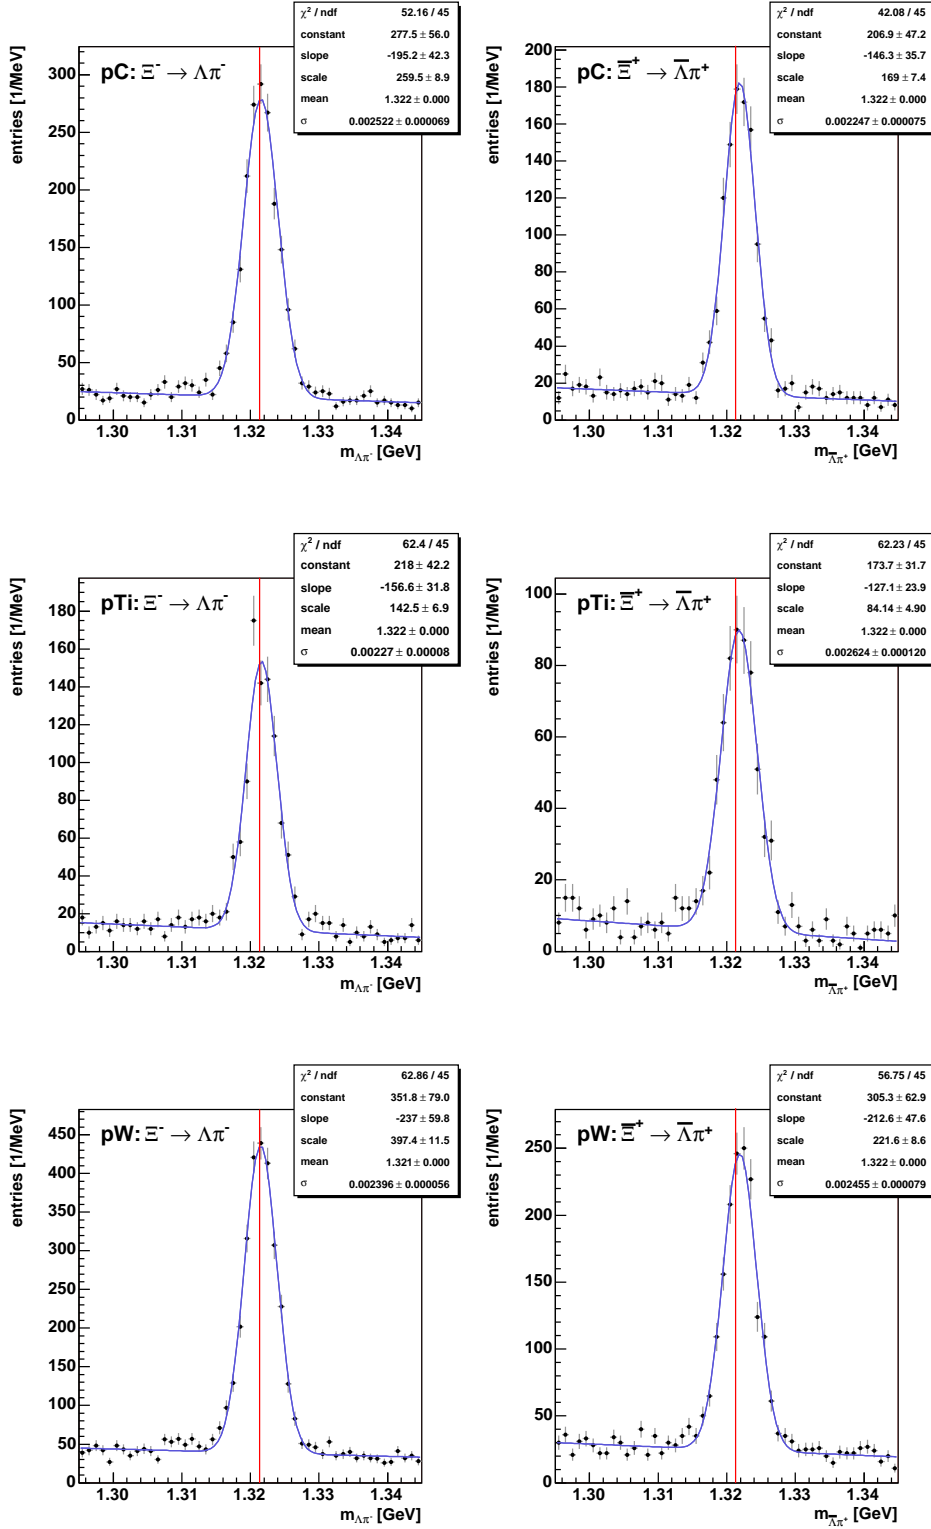 χ² / ndf 52.16 / 45
constant 277.5 ± 56.0
slope -195.2 ± 42.3
scale 259.5 ± 8.9
mean 1.322 ± 0.000
σ 0.002522 ± 0.000069
pC: Ξ⁻ → Λπ⁻
entries [1/MeV]
300
250
200
150
100
50
0
1.30 1.31 1.32 1.33 1.34
m_Λπ⁻ [GeV]
χ² / ndf 42.08 / 45
constant 206.9 ± 47.2
slope -146.3 ± 35.7
scale 169 ± 7.4
mean 1.322 ± 0.000
σ 0.002247 ± 0.000075
pC: Ξ̅⁺ → Λ̅π⁺
entries [1/MeV]
200
180
160
140
120
100
80
60
40
20
0
1.30 1.31 1.32 1.33 1.34
m_Λ̅π⁺ [GeV]
χ² / ndf 62.4 / 45
constant 218 ± 42.2
slope -156.6 ± 31.8
scale 142.5 ± 6.9
mean 1.322 ± 0.000
σ 0.00227 ± 0.00008
pTi: Ξ⁻ → Λπ⁻
entries [1/MeV]
180
160
140
120
100
80
60
40
20
0
1.30 1.31 1.32 1.33 1.34
m_Λπ⁻ [GeV]
χ² / ndf 62.23 / 45
constant 173.7 ± 31.7
slope -127.1 ± 23.9
scale 84.14 ± 4.90
mean 1.322 ± 0.000
σ 0.002624 ± 0.000120
pTi: Ξ̅⁺ → Λ̅π⁺
entries [1/MeV]
100
80
60
40
20
0
1.30 1.31 1.32 1.33 1.34
m_Λ̅π⁺ [GeV]
χ² / ndf 62.86 / 45
constant 351.8 ± 79.0
slope -237 ± 59.8
scale 397.4 ± 11.5
mean 1.321 ± 0.000
σ 0.002396 ± 0.000056
pW: Ξ⁻ → Λπ⁻
entries [1/MeV]
450
400
350
300
250
200
150
100
50
0
1.30 1.31 1.32 1.33 1.34
m_Λπ⁻ [GeV]
χ² / ndf 56.75 / 45
constant 305.3 ± 62.9
slope -212.6 ± 47.6
scale 221.6 ± 8.6
mean 1.322 ± 0.000
σ 0.002455 ± 0.000079
pW: Ξ̅⁺ → Λ̅π⁺
entries [1/MeV]
250
200
150
100
50
0
1.30 1.31 1.32 1.33 1.34
m_Λ̅π⁺ [GeV]